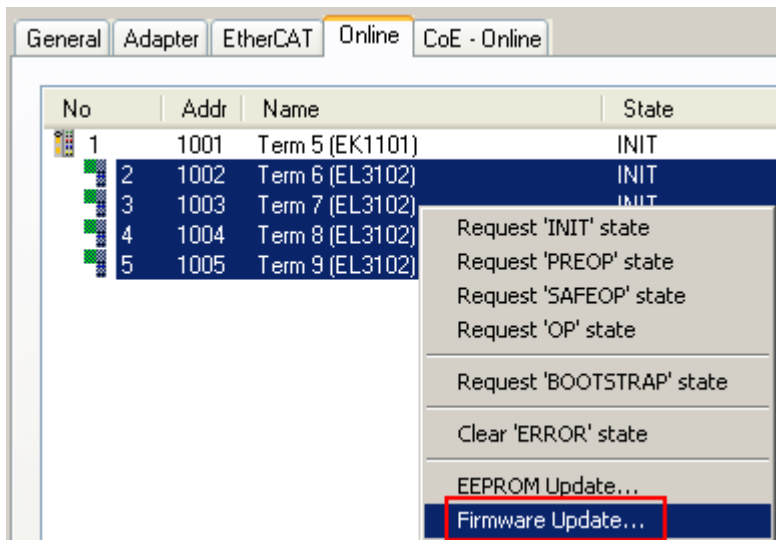 General Adapter EtherCAT Online CoE - Online
No Addr Name State
1 1001 Term 5 (EK1101) INIT
2 1002 Term 6 (EL3102) INIT
3 1003 Term 7 (EL3102) INIT
4 1004 Term 8 (EL3102)
5 1005 Term 9 (EL3102)
Request 'INIT' state
Request 'PREOP' state
Request 'SAFEOP' state
Request 'OP' state
Request 'BOOTSTRAP' state
Clear 'ERROR' state
EEPROM Update...
Firmware Update...